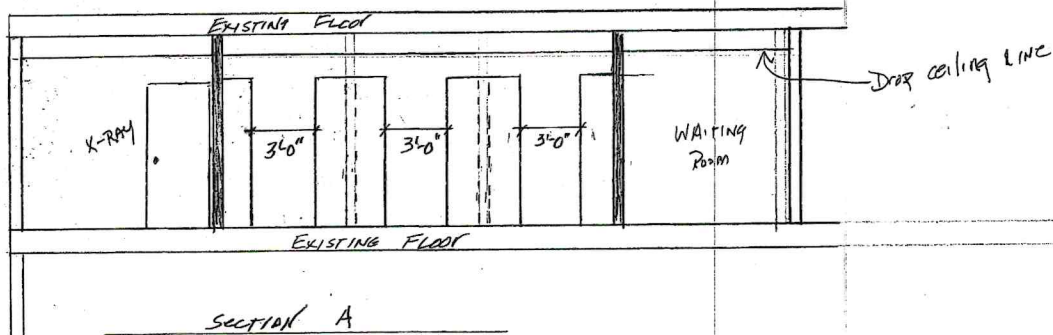 EXISTING FLOOR
Drop ceiling LINE
X-RAY
3'-0"
3'-0"
3'-0"
WAITING
ROOM
EXISTING FLOOR
SECTION A